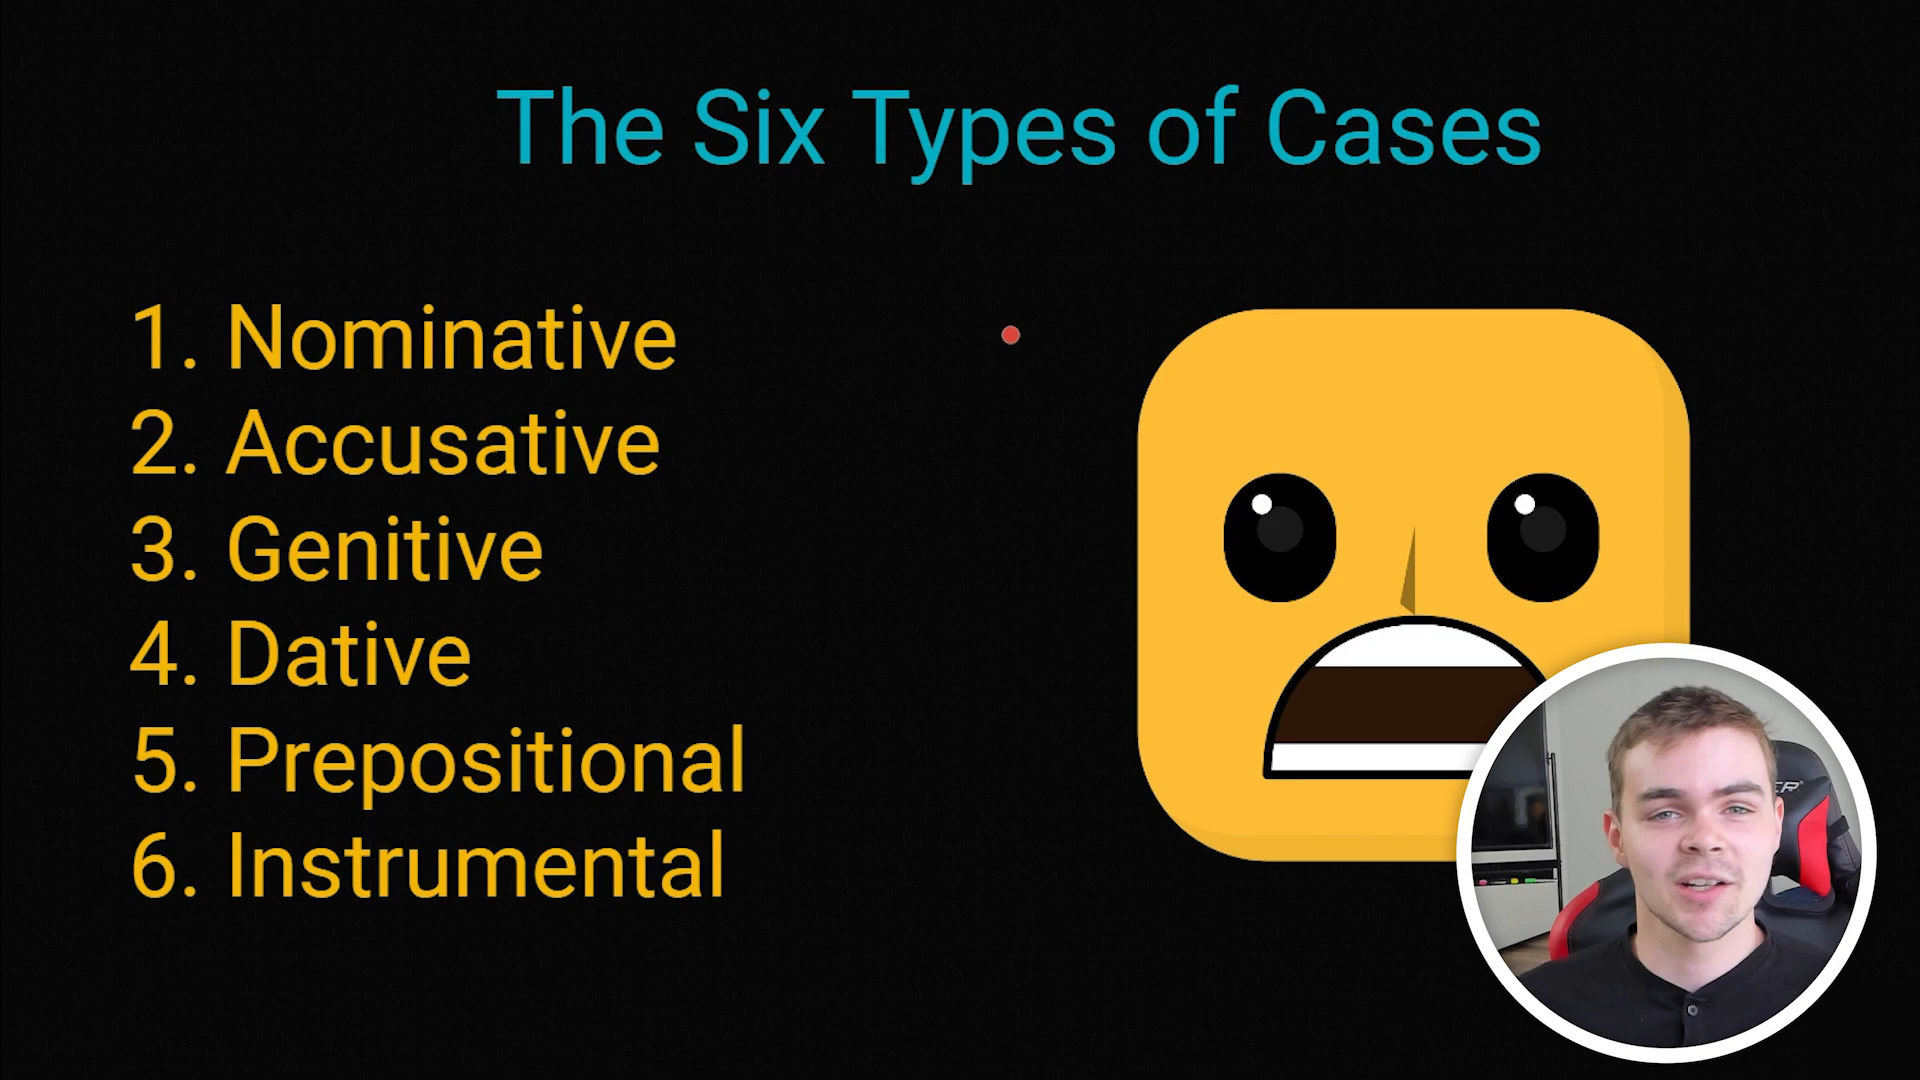 The Six Types of Cases
1. Nominative
2. Accusative
3. Genitive
4. Dative
5. Prepositional
6. Instrumental